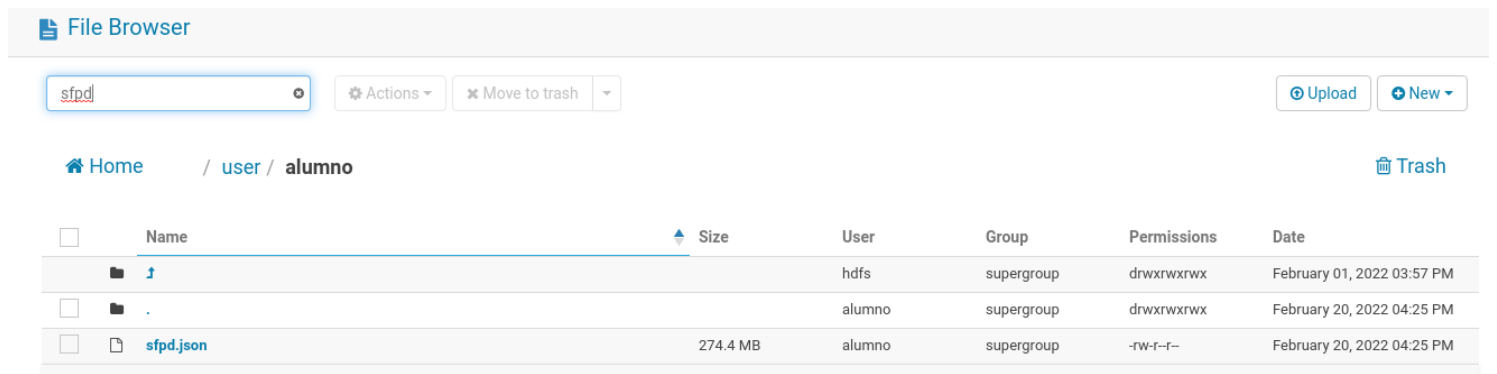 File Browser
sfpd Actions Move to trash Upload New
Home / user / alumno Trash
Name Size User Group Permissions Date
hdfs supergroup drwxrwxrwx February 01, 2022 03:57 PM
. alumno supergroup drwxrwxrwx February 20, 2022 04:25 PM
sfpd.json 274.4 MB alumno supergroup -rw-r--r-- February 20, 2022 04:25 PM